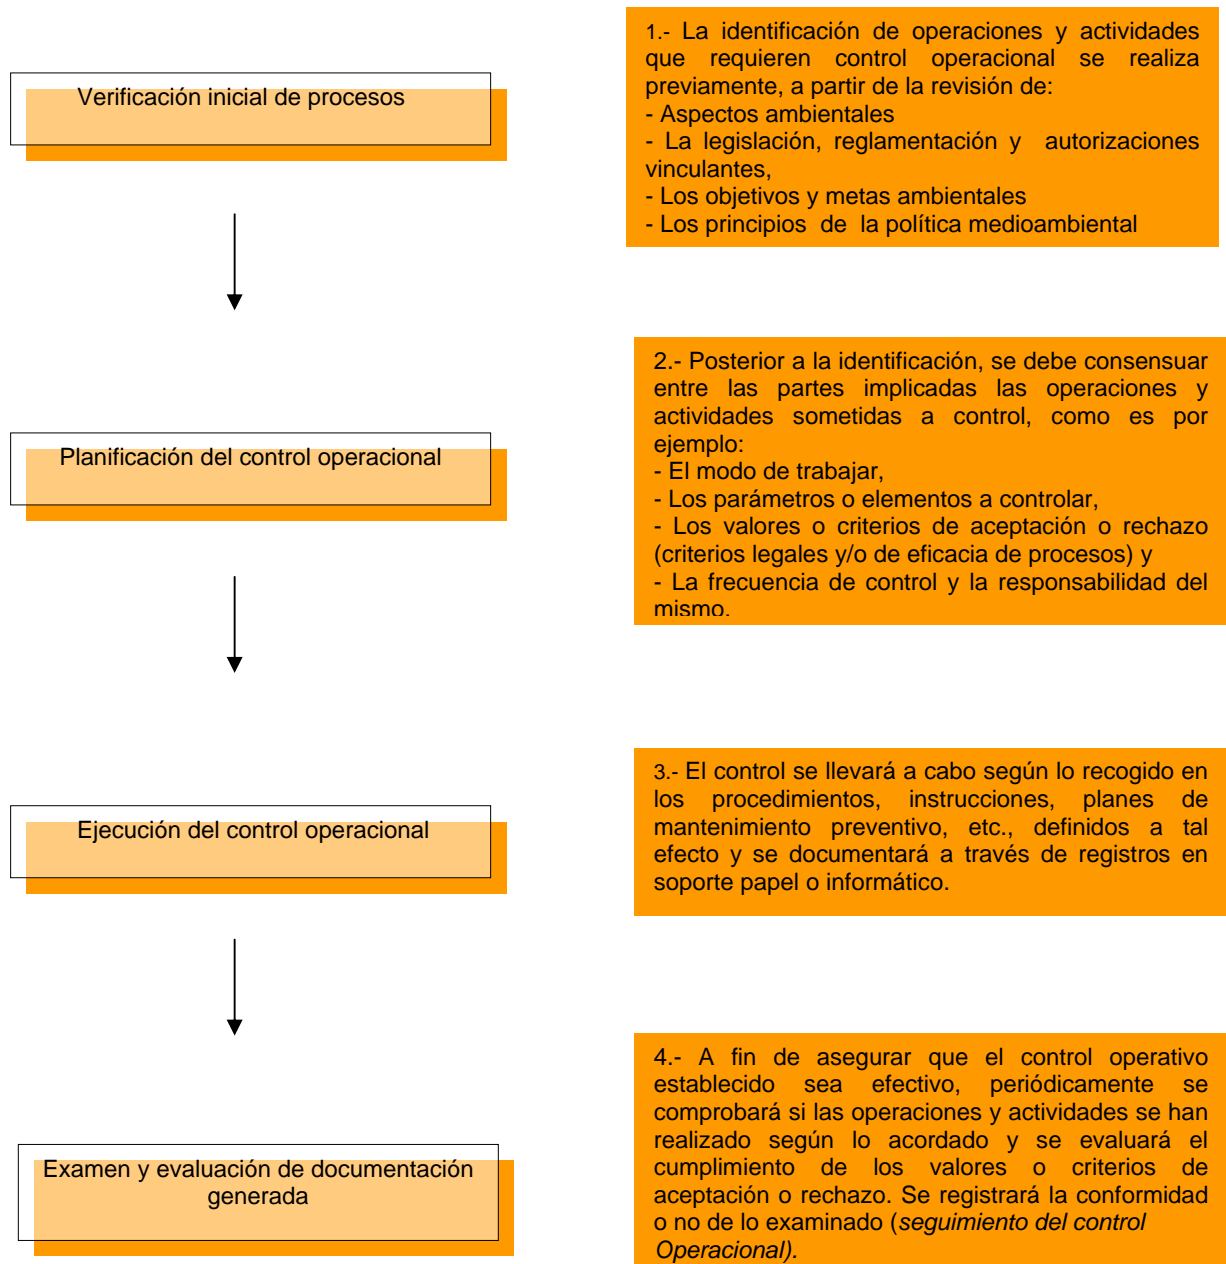 Verificación inicial de procesos
1.- La identificación de operaciones y actividades
que requieren control operacional se realiza
previamente, a partir de la revisión de:
- Aspectos ambientales
- La legislación, reglamentación y autorizaciones
vinculantes,
- Los objetivos y metas ambientales
- Los principios de la política medioambiental
Planificación del control operacional
2.- Posterior a la identificación, se debe consensuar
entre las partes implicadas las operaciones y
actividades sometidas a control, como es por
ejemplo:
- El modo de trabajar,
- Los parámetros o elementos a controlar,
- Los valores o criterios de aceptación o rechazo
(criterios legales y/o de eficacia de procesos) y
- La frecuencia de control y la responsabilidad del
mismo.
Ejecución del control operacional
3.- El control se llevará a cabo según lo recogido en
los procedimientos, instrucciones, planes de
mantenimiento preventivo, etc., definidos a tal
efecto y se documentará a través de registros en
soporte papel o informático.
Examen y evaluación de documentación
generada
4.- A fin de asegurar que el control operativo
establecido sea efectivo, periódicamente se
comprobará si las operaciones y actividades se han
realizado según lo acordado y se evaluará el
cumplimiento de los valores o criterios de
aceptación o rechazo. Se registrará la conformidad
o no de lo examinado (seguimiento del control
Operacional).